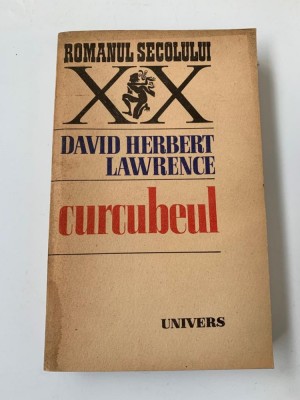 ROMANUL SECOLULUI
XX
DAVID HERBERT
LAWRENCE
curcubeul
UNIVERS